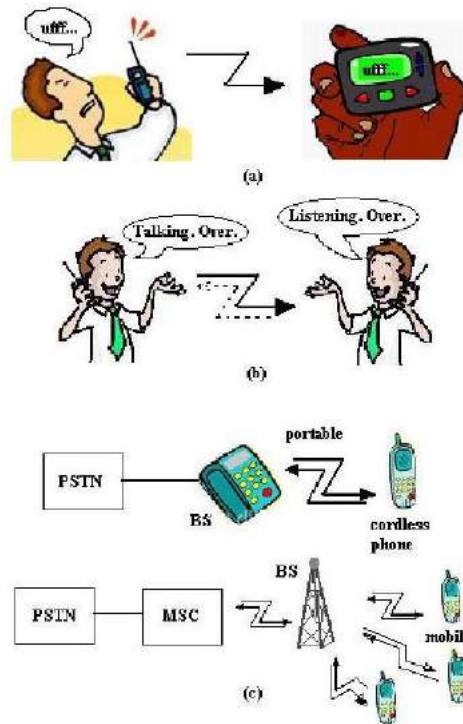 ufff...
ufff...
(a)
Talking. Over.
Listening. Over.
(b)
portable
PSTN
BS
cordless
phone
BS
PSTN
MSC
mobil
(c)